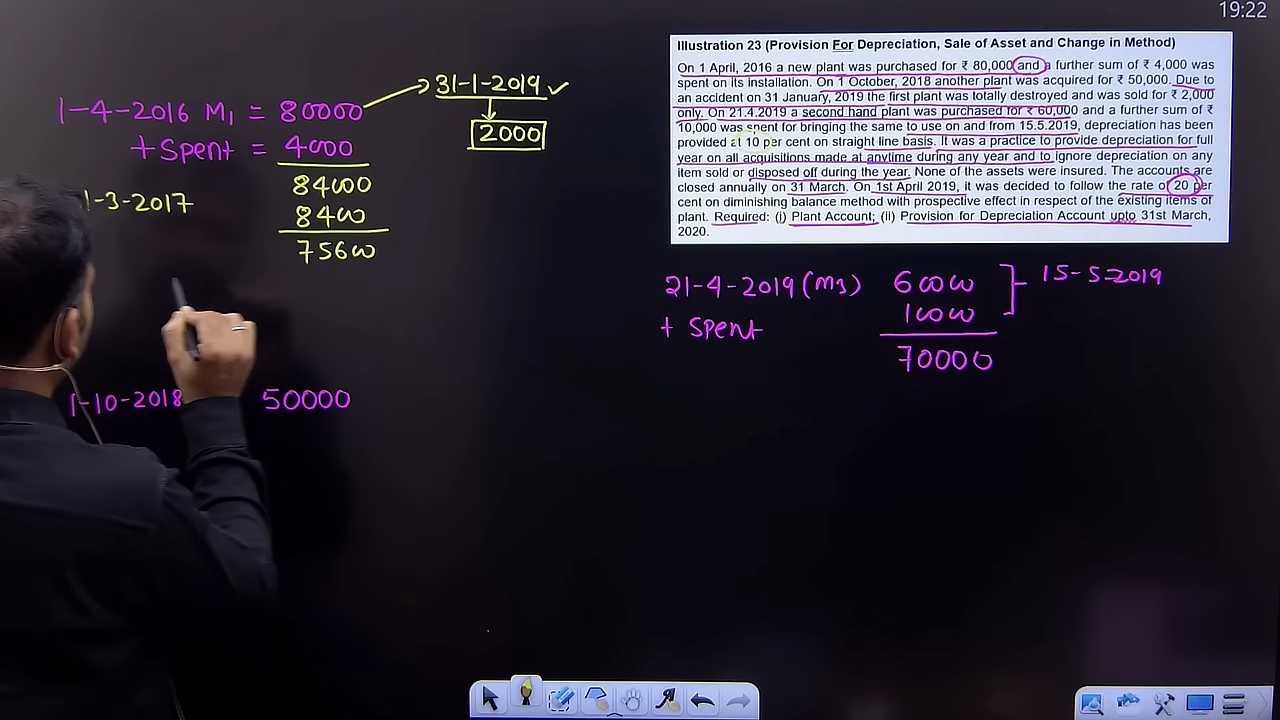 19:22
Illustration 23 (Provision For Depreciation, Sale of Asset and Change in Method)
On 1 April, 2016 a new plant was purchased for ₹ 80,000 and a further sum of ₹ 4,000 was
spent on its installation. On 1 October, 2018 another plant was acquired for ₹ 50,000. Due to
an accident on 31 January, 2019 the first plant was totally destroyed and was sold for ₹ 2,000
only. On 21.4.2019 a second hand plant was purchased for ₹ 60,000 and a further sum of ₹
10,000 was spent for bringing the same to use on and from 15.5.2019, depreciation has been
provided at 10 per cent on straight line basis. It was a practice to provide depreciation for full
year on all acquisitions made at anytime during any year and to ignore depreciation on any
item sold or disposed off during the year. None of the assets were insured. The accounts are
closed annually on 31 March. On 1st April 2019, it was decided to follow the rate of 20 per
cent on diminishing balance method with prospective effect in respect of the existing items of
plant. Required: (i) Plant Account; (ii) Provision for Depreciation Account upto 31st March,
2020.
1-4-2016 M1 = 80000
31-1-2019 ✓
2000
+ Spent = 4000
84000
1-3-2017
8400
75600
1-10-2018 50000
21-4-2019 (M3) 60000
15-5-2019
+ Spent 10000
70000